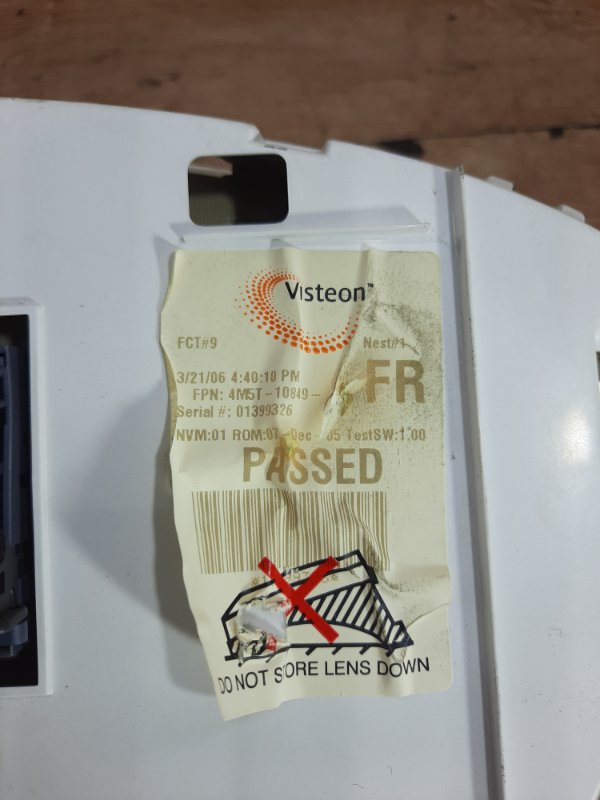 Visteon™
FCT#9 Nest#1
3/21/06 4:40:10 PM
FPN: 4M5T-10849- FR
Serial #: 01399326
NVM:01 ROM:07-Dec-05 TestSW:1.00
PASSED
DO NOT STORE LENS DOWN